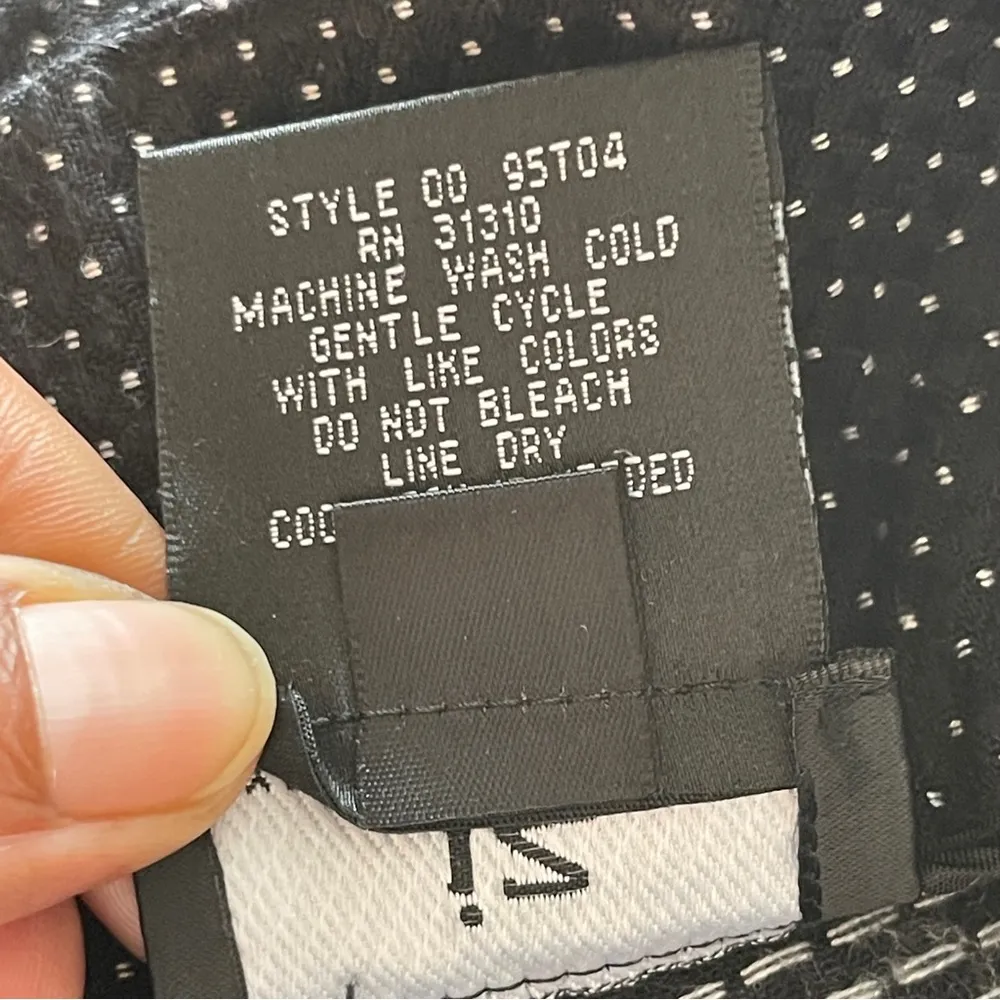 STYLE 00 95T04
RN 31310
MACHINE WASH COLD
GENTLE CYCLE
WITH LIKE COLORS
DO NOT BLEACH
LINE DRY